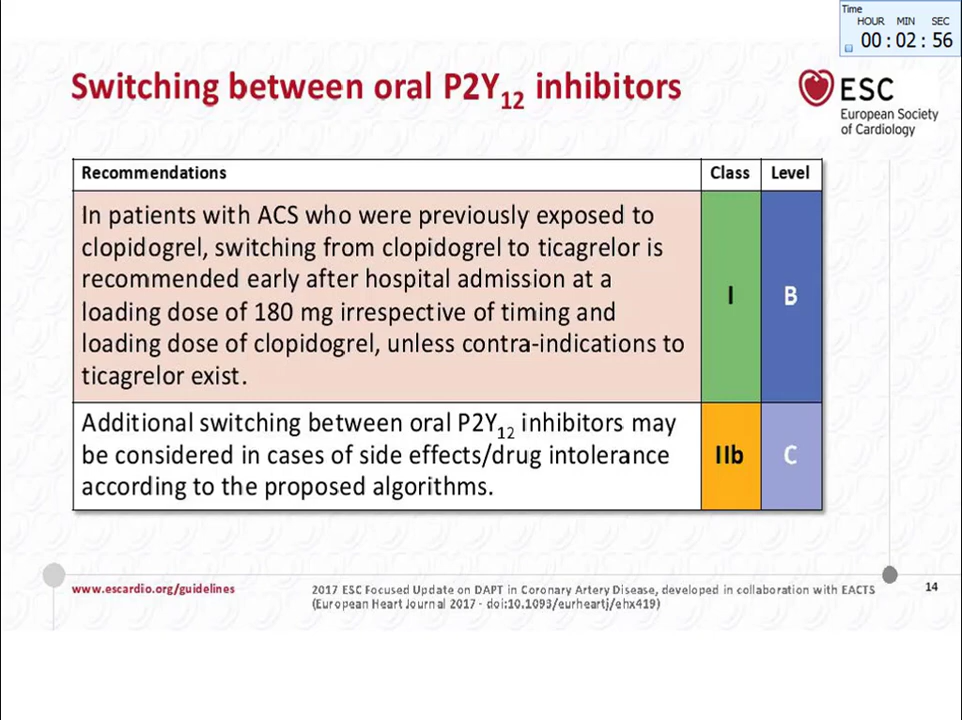 Time
HOUR MIN SEC
00:02:56
Switching between oral P2Y12 inhibitors
ESC
European Society
of Cardiology
Recommendations Class Level
In patients with ACS who were previously exposed to
clopidogrel, switching from clopidogrel to ticagrelor is
recommended early after hospital admission at a
loading dose of 180 mg irrespective of timing and
loading dose of clopidogrel, unless contra-indications to
ticagrelor exist.
I B
Additional switching between oral P2Y12 inhibitors may
be considered in cases of side effects/drug intolerance
according to the proposed algorithms.
IIb C
www.escardio.org/guidelines
2017 ESC Focused Update on DAPT in Coronary Artery Disease, developed in collaboration with EACTS
(European Heart Journal 2017 - doi:10.1093/eurheartj/ehx419)
14